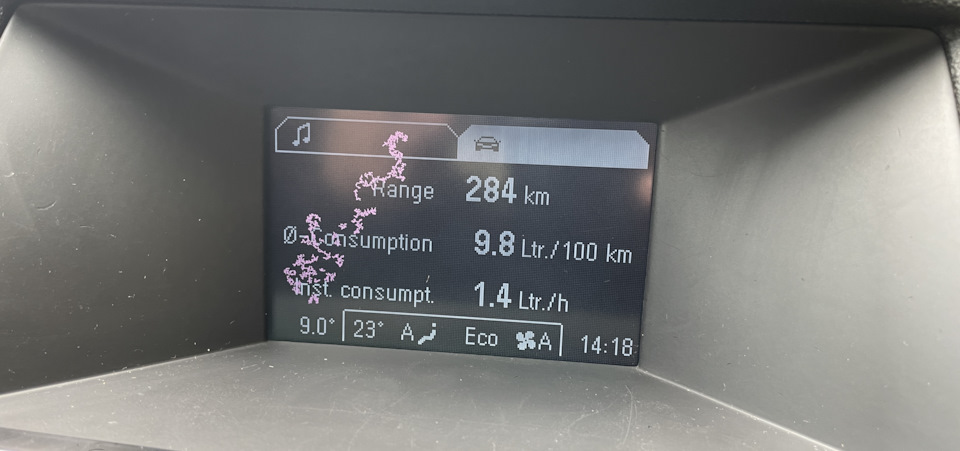 Range 284 km
Ø-Consumption 9.8 Ltr./100 km
Inst. consumpt. 1.4 Ltr./h
9.0° 23° A Eco A 14:18